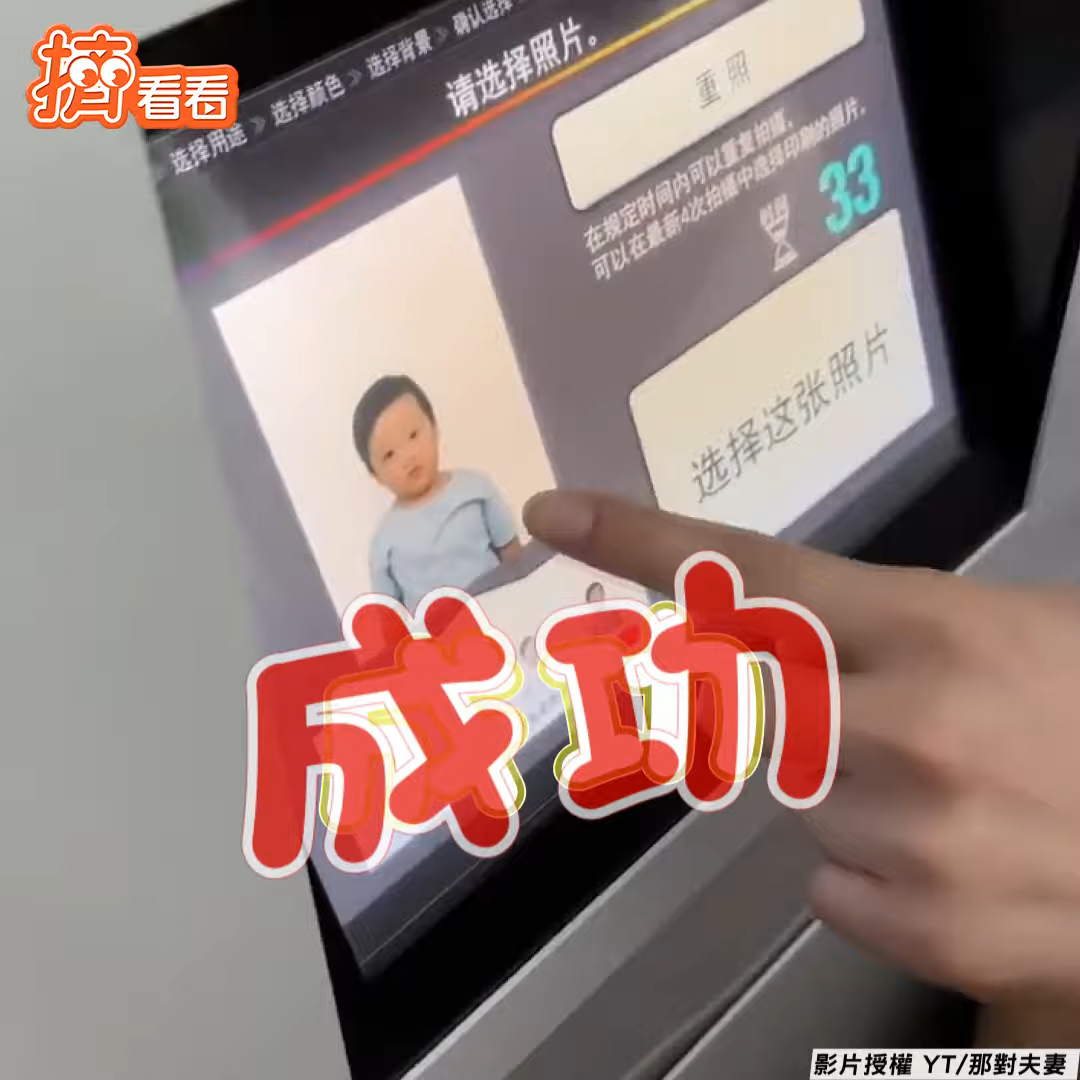 擠看看
选择用途 » 选择颜色 » 选择背景 » 确认选择
请选择照片。
重照
在规定时间内可以重复拍摄。
可以在最新4次拍摄中选择印刷的照片.
33
选择这张照片
成功
影片授權 YT/那對夫妻